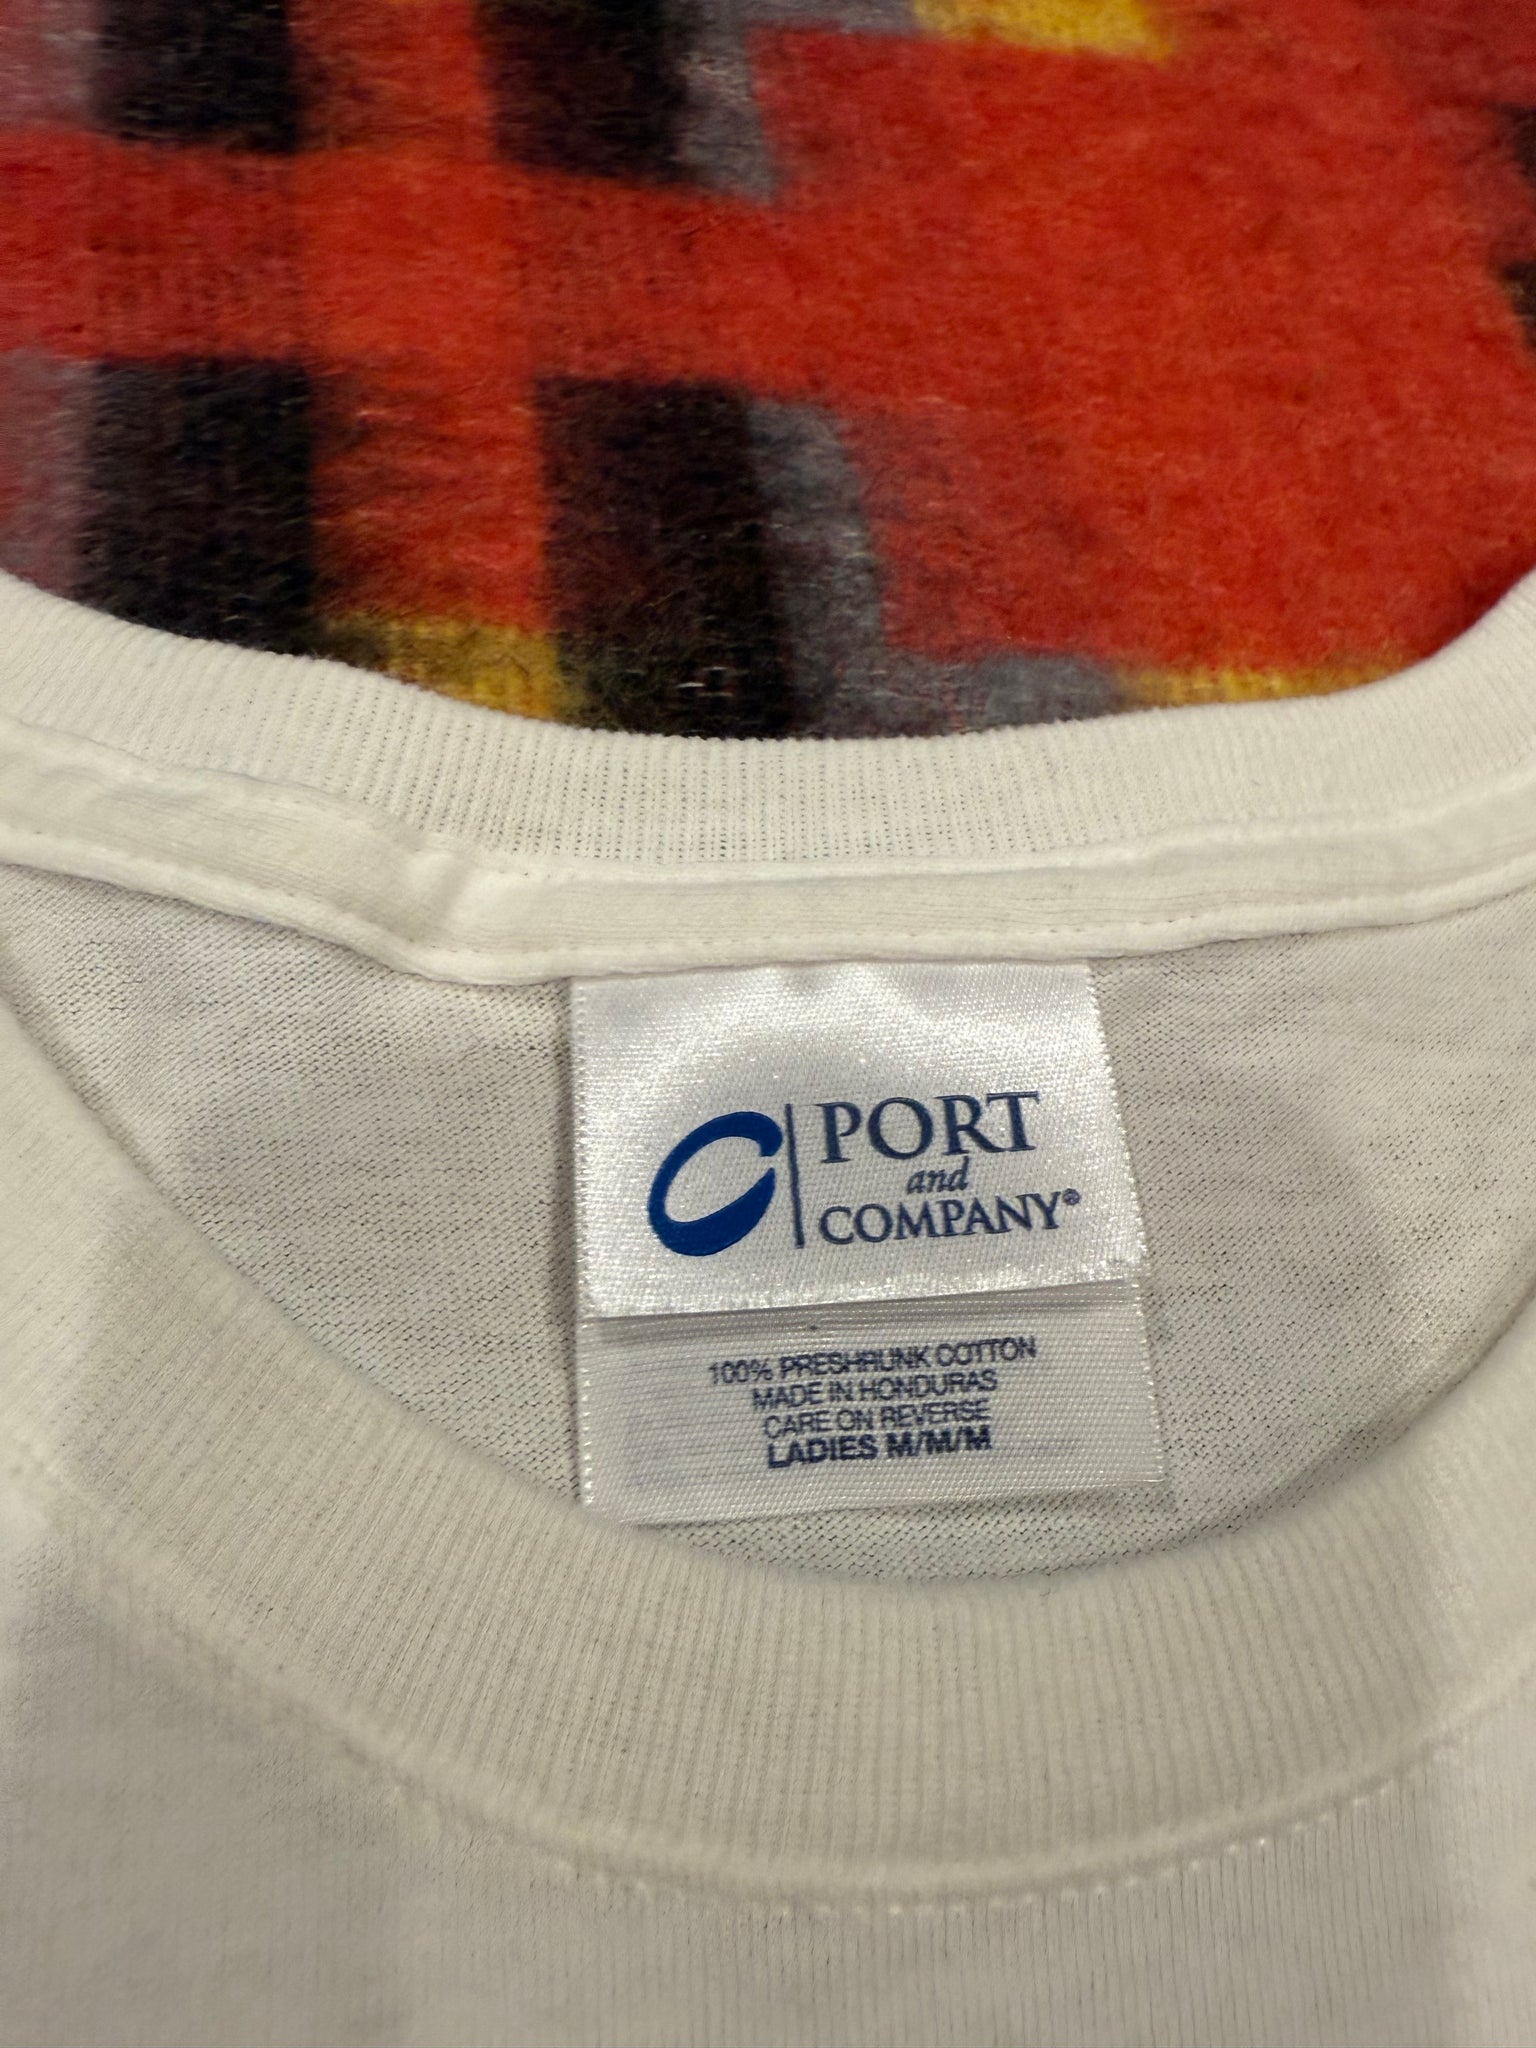 PORT
and
COMPANY®
100% PRESHRUNK COTTON
MADE IN HONDURAS
CARE ON REVERSE
LADIES M/M/M